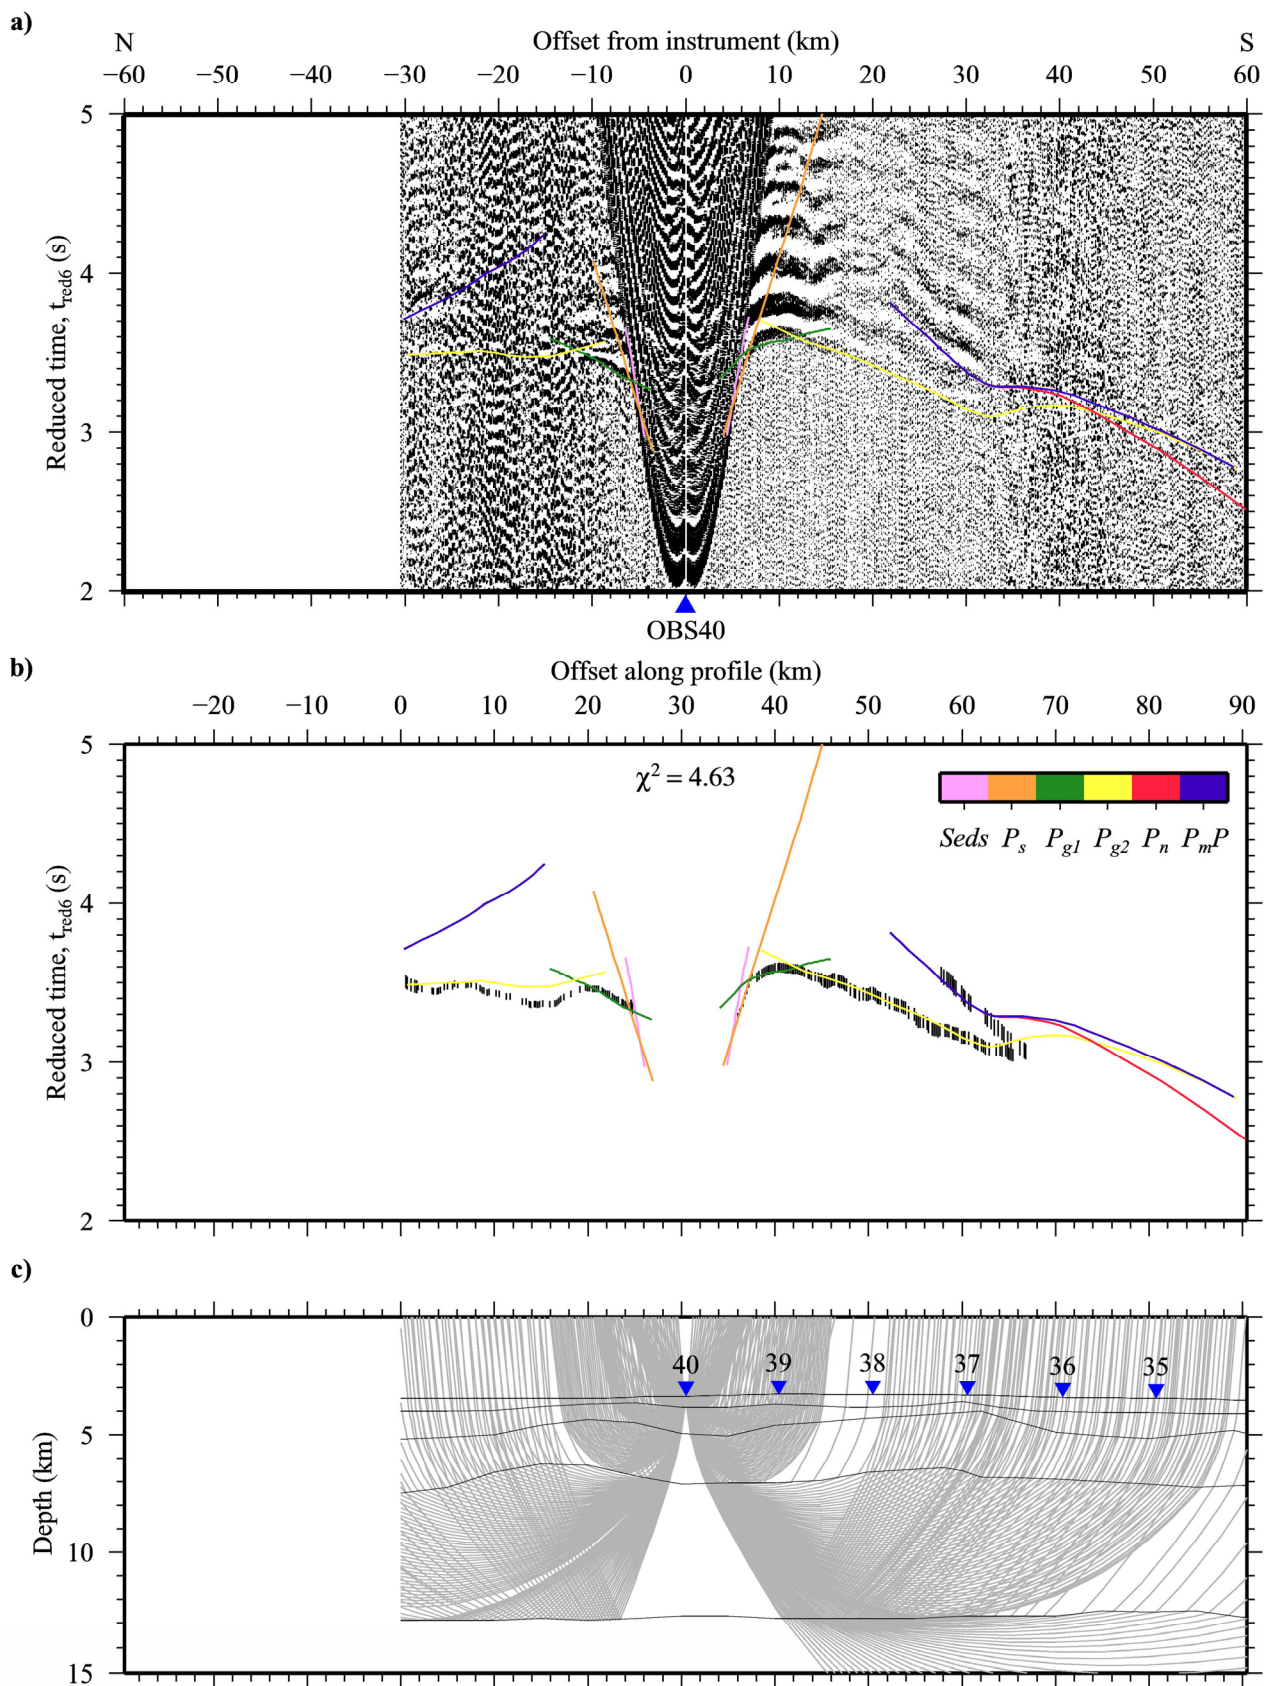 a)
N Offset from instrument (km) S
−60 −50 −40 −30 −20 −10 0 10 20 30 40 50 60
5
4
3
2
Reduced time, t_red6 (s)
OBS40
b)
Offset along profile (km)
−20 −10 0 10 20 30 40 50 60 70 80 90
5
4
3
2
Reduced time, t_red6 (s)
χ² = 4.63
Seds P_s P_g1 P_g2 P_n P_mP
c)
0
5
10
15
Depth (km)
40 39 38 37 36 35